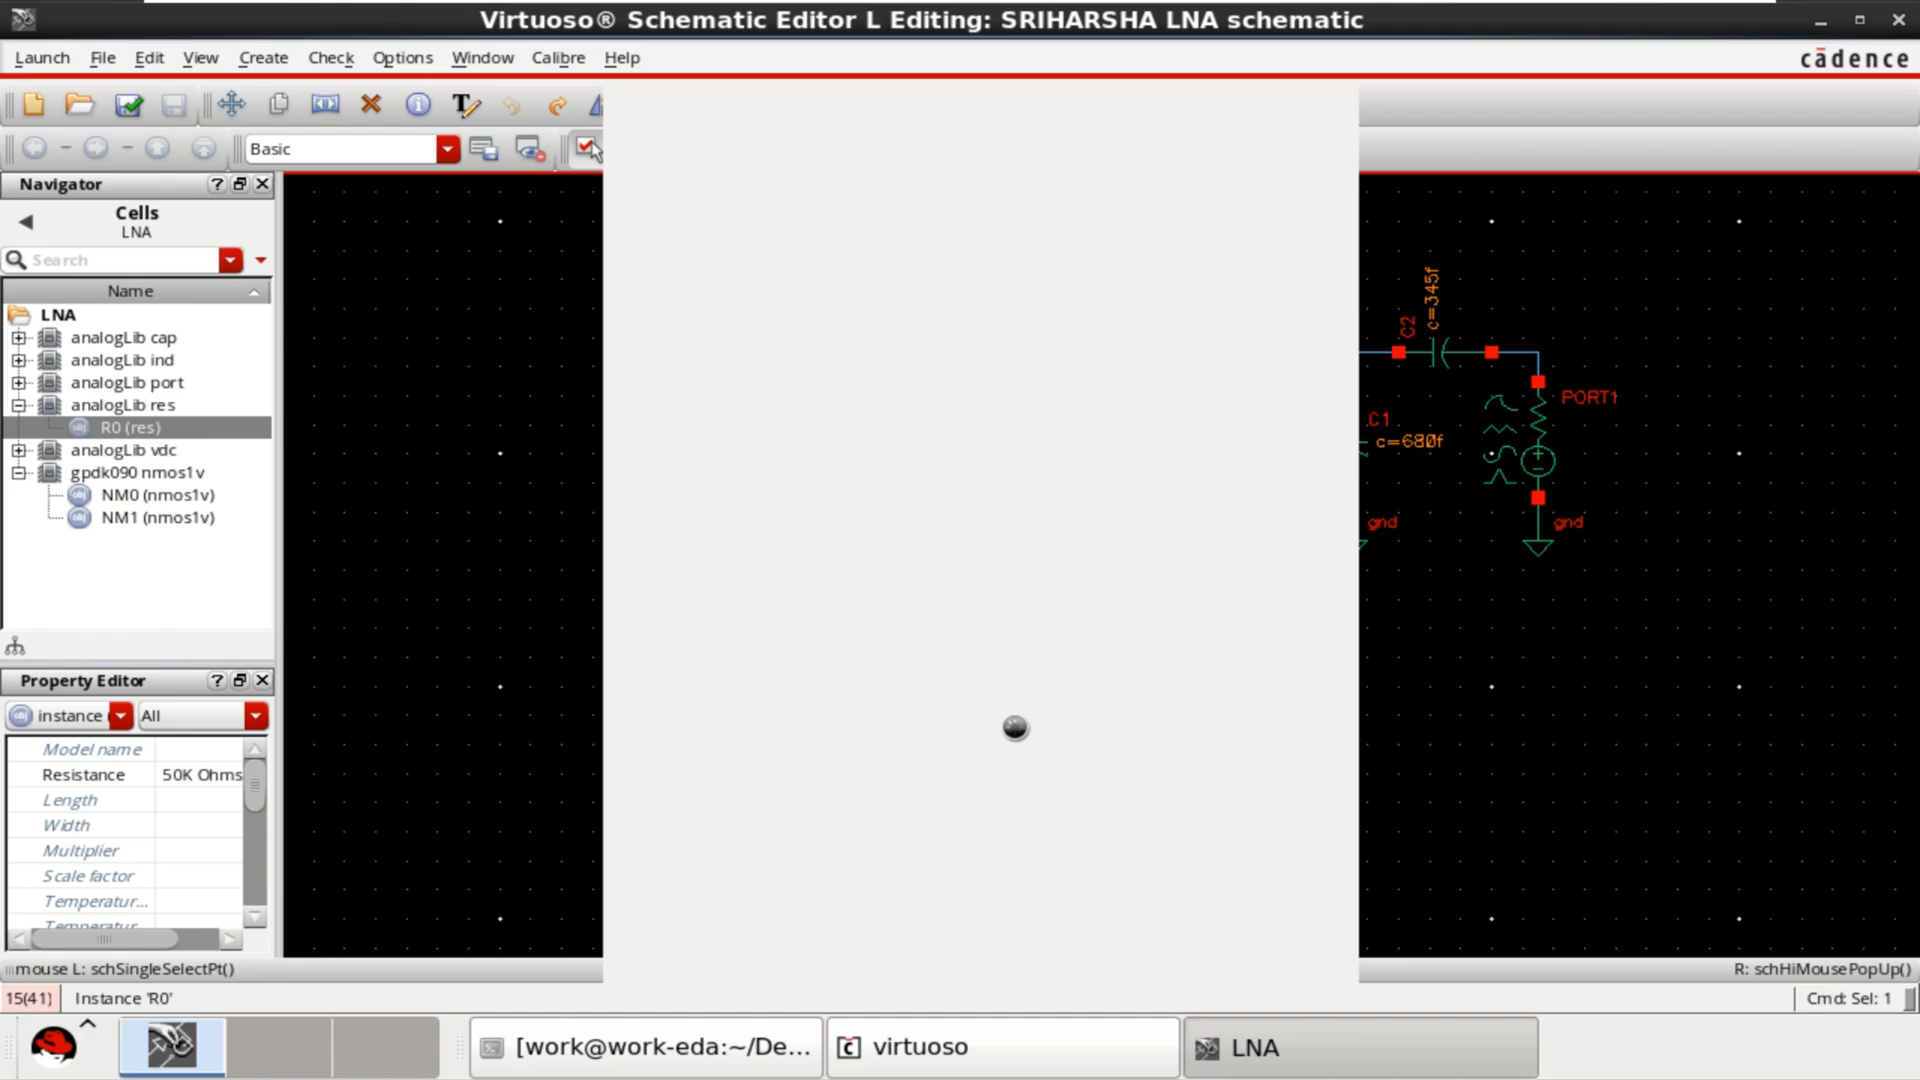 Virtuoso® Schematic Editor L Editing: SRIHARSHA LNA schematic
Launch File Edit View Create Check Options Window Calibre Help
cādence
Basic
Navigator
Cells
LNA
Search
Name
LNA
analogLib cap
analogLib ind
analogLib port
analogLib res
R0 (res)
analogLib vdc
gpdk090 nmos1v
NM0 (nmos1v)
NM1 (nmos1v)
Property Editor
instance
All
Model name
Resistance 50K Ohms
Length
Width
Multiplier
Scale factor
Temperatur...
Temperatur
C2
c=345f
PORT1
C1
c=680f
gnd
gnd
mouse L: schSingleSelectPt()
R: schHiMousePopUp()
15(41)
Instance 'R0'
Cmd: Sel: 1
[work@work-eda:~/De...
virtuoso
LNA